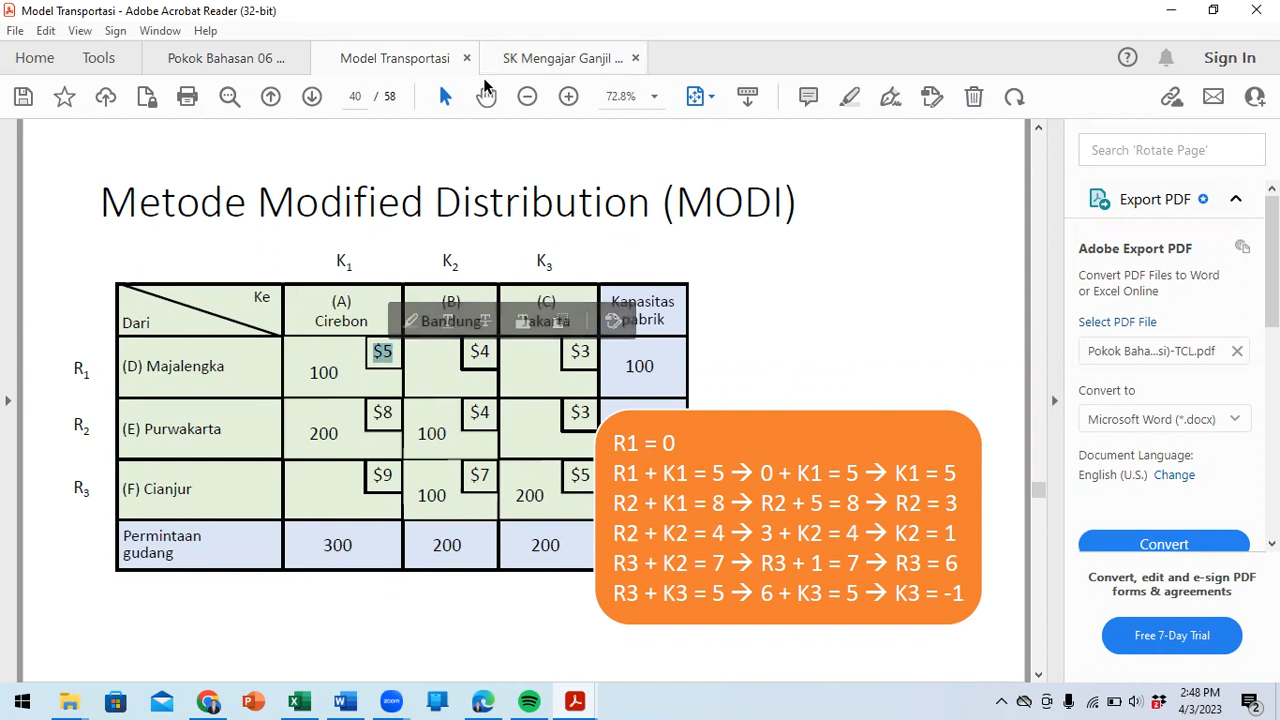 Model Transportasi - Adobe Acrobat Reader (32-bit)
File Edit View Sign Window Help
Home Tools Pokok Bahasan 06 ... Model Transportasi × SK Mengajar Ganjil ... × Sign In
40 / 58 72.8%
Metode Modified Distribution (MODI)
K1 K2 K3
Ke
Dari
(A)
Cirebon
(B)
Bandung
(C)
Jakarta
Kapasitas
pabrik
R1 (D) Majalengka 100 $5 $4 $3 100
R2 (E) Purwakarta 200 $8 100 $4 $3
R3 (F) Cianjur $9 100 $7 200 $5
Permintaan
gudang
300 200 200
R1 = 0
R1 + K1 = 5 → 0 + K1 = 5 → K1 = 5
R2 + K1 = 8 → R2 + 5 = 8 → R2 = 3
R2 + K2 = 4 → 3 + K2 = 4 → K2 = 1
R3 + K2 = 7 → R3 + 1 = 7 → R3 = 6
R3 + K3 = 5 → 6 + K3 = 5 → K3 = -1
Search 'Rotate Page'
Export PDF
Adobe Export PDF
Convert PDF Files to Word
or Excel Online
Select PDF File
Pokok Baha...si)-TCL.pdf
Convert to
Microsoft Word (*.docx)
Document Language:
English (U.S.) Change
Convert
Convert, edit and e-sign PDF
forms & agreements
Free 7-Day Trial
2:48 PM
4/3/2023
2